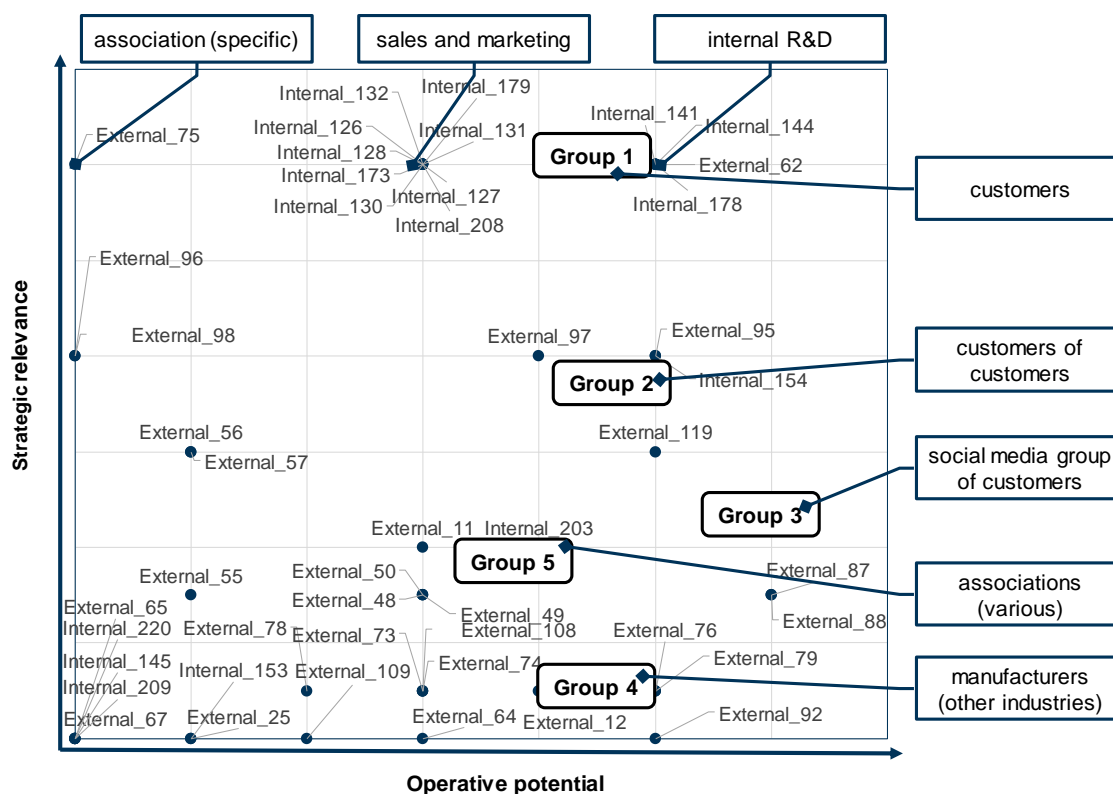 association (specific)
sales and marketing
internal R&D
Internal_132
Internal_179
External_75
Internal_126
Internal_131
Internal_141
Internal_144
Internal_128
Group 1
External_62
Internal_173
Internal_127
Internal_178
customers
Internal_130
Internal_208
External_96
External_98
External_97
External_95
customers of
customers
Group 2
Internal_154
External_56
External_119
External_57
social media group
of customers
Group 3
External_11
Internal_203
Group 5
External_55
External_50
External_87
associations
(various)
External_48
External_49
External_88
External_65
Internal_220
External_78
External_73
External_108
External_76
Internal_145
Internal_153
External_109
External_74
External_79
Internal_209
Group 4
manufacturers
(other industries)
External_67
External_25
External_64
External_12
External_92
Strategic relevance
Operative potential